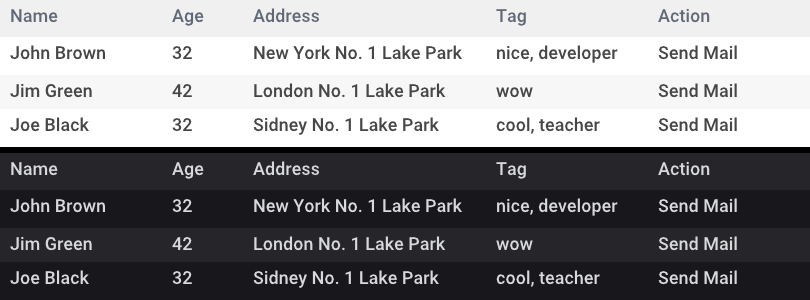 Name Age Address Tag Action
John Brown 32 New York No. 1 Lake Park nice, developer Send Mail
Jim Green 42 London No. 1 Lake Park wow Send Mail
Joe Black 32 Sidney No. 1 Lake Park cool, teacher Send Mail
Name Age Address Tag Action
John Brown 32 New York No. 1 Lake Park nice, developer Send Mail
Jim Green 42 London No. 1 Lake Park wow Send Mail
Joe Black 32 Sidney No. 1 Lake Park cool, teacher Send Mail